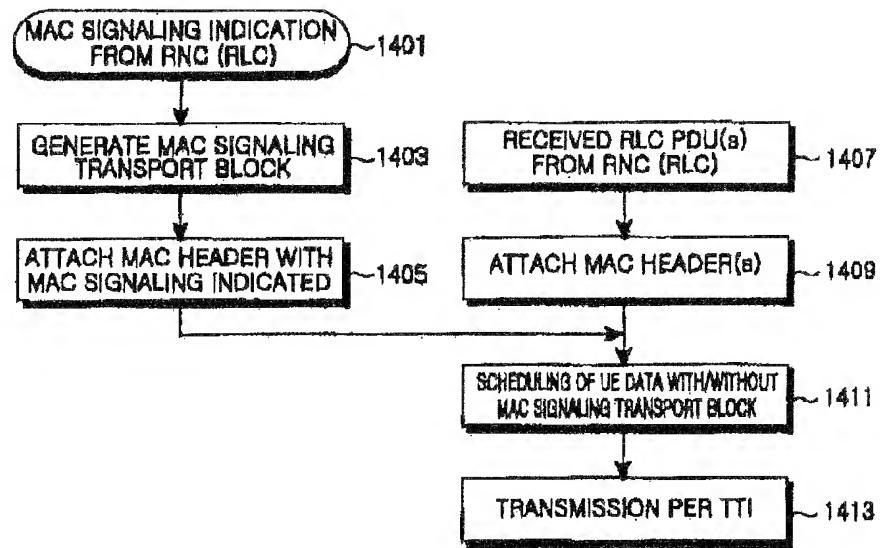 MAC SIGNALING INDICATION
FROM RNC (RLC)
1401
GENERATE MAC SIGNALING
TRANSPORT BLOCK
1403
ATTACH MAC HEADER WITH
MAC SIGNALING INDICATED
1405
RECEIVED RLC PDU(s)
FROM RNC (RLC)
1407
ATTACH MAC HEADER(s)
1409
SCHEDULING OF UE DATA WITH/WITHOUT
MAC SIGNALING TRANSPORT BLOCK
1411
TRANSMISSION PER TTI
1413